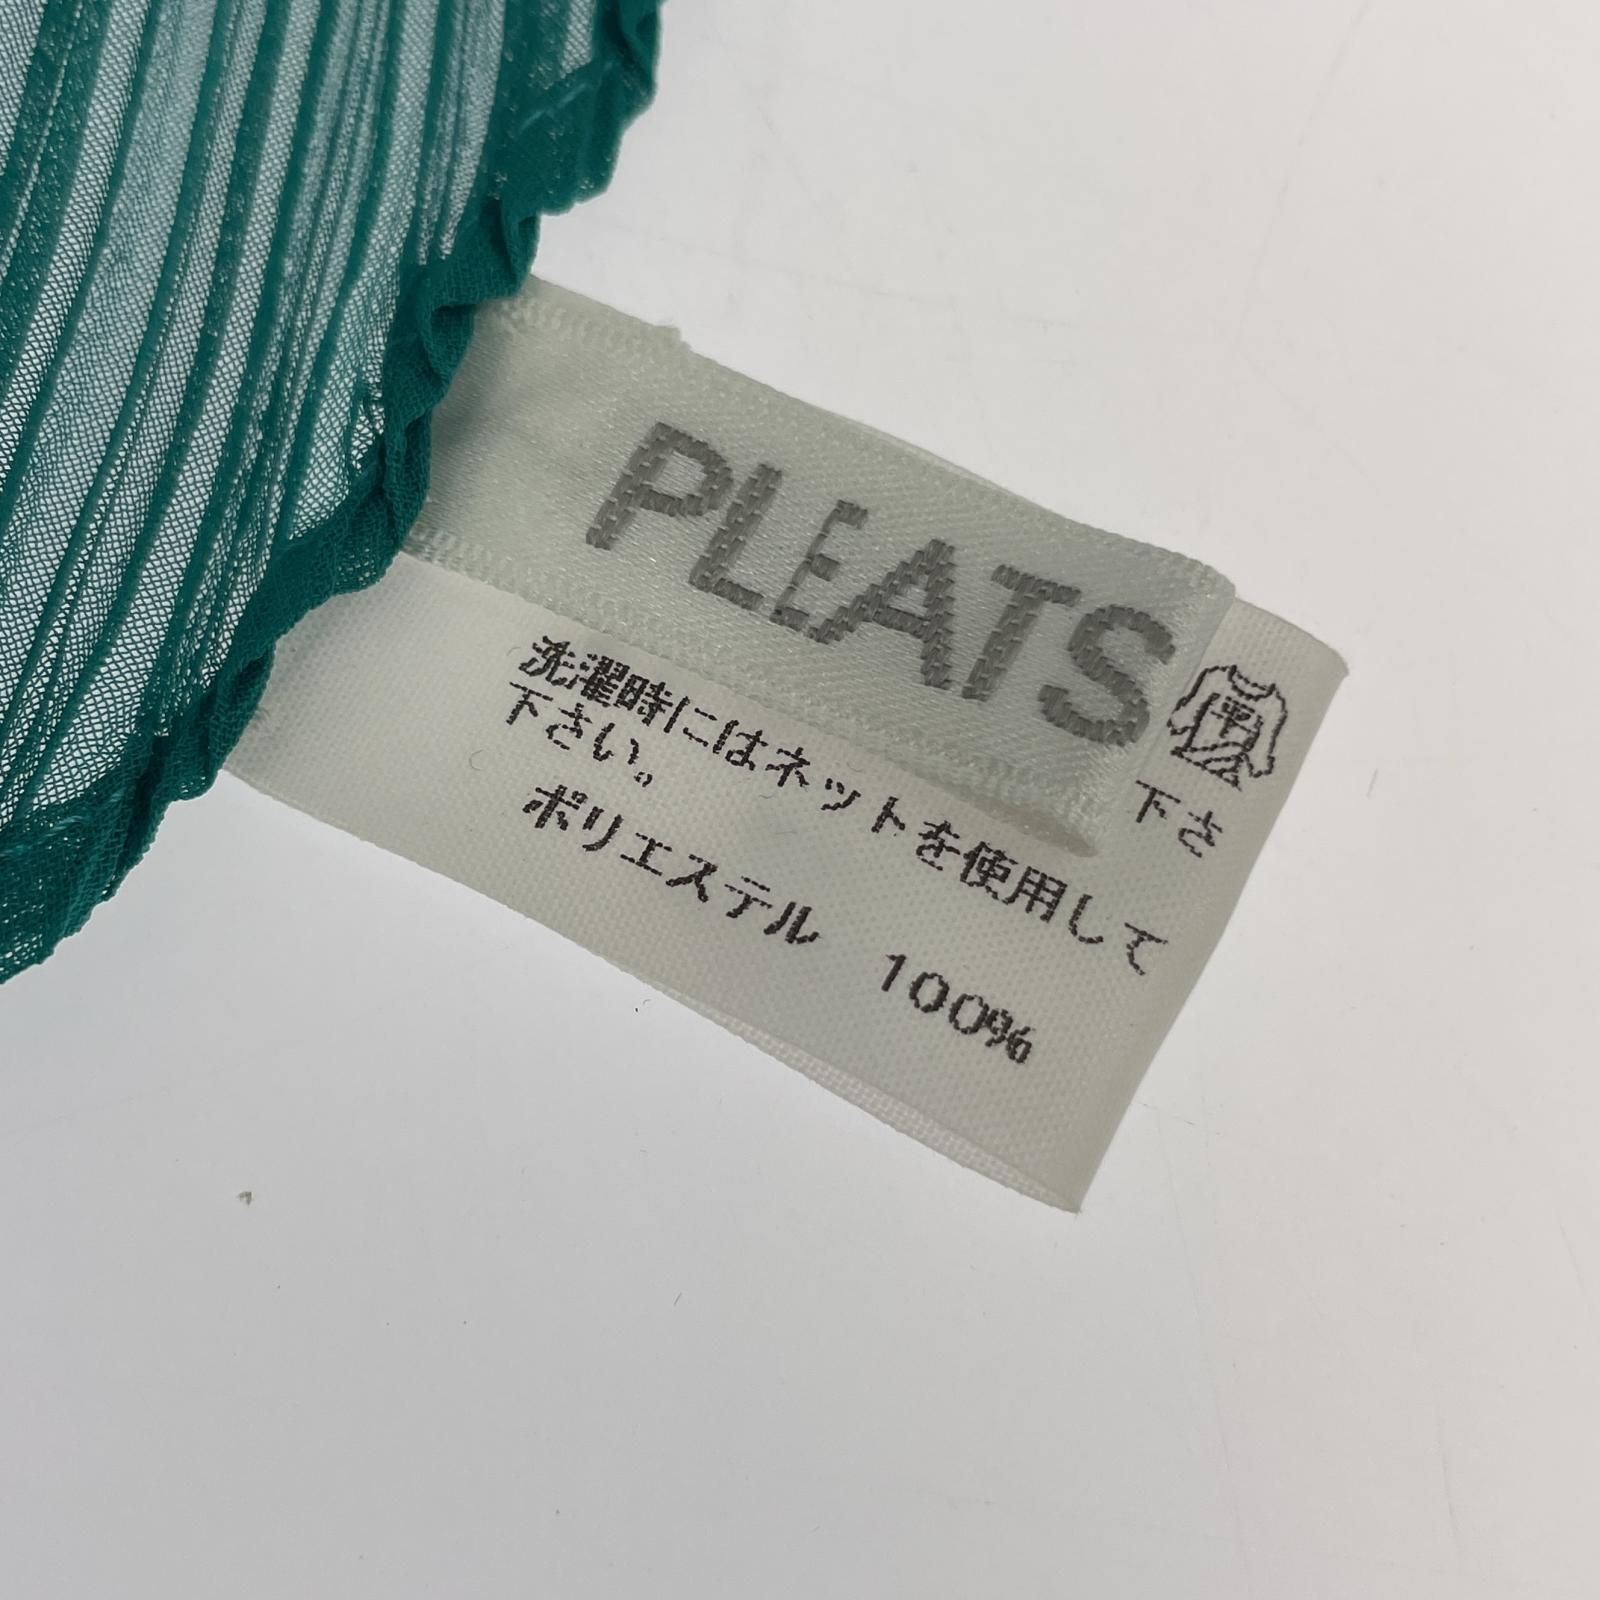 PLEATS
洗濯時にはネットを使用して
下さい。
下さ
ポリエステル 100%